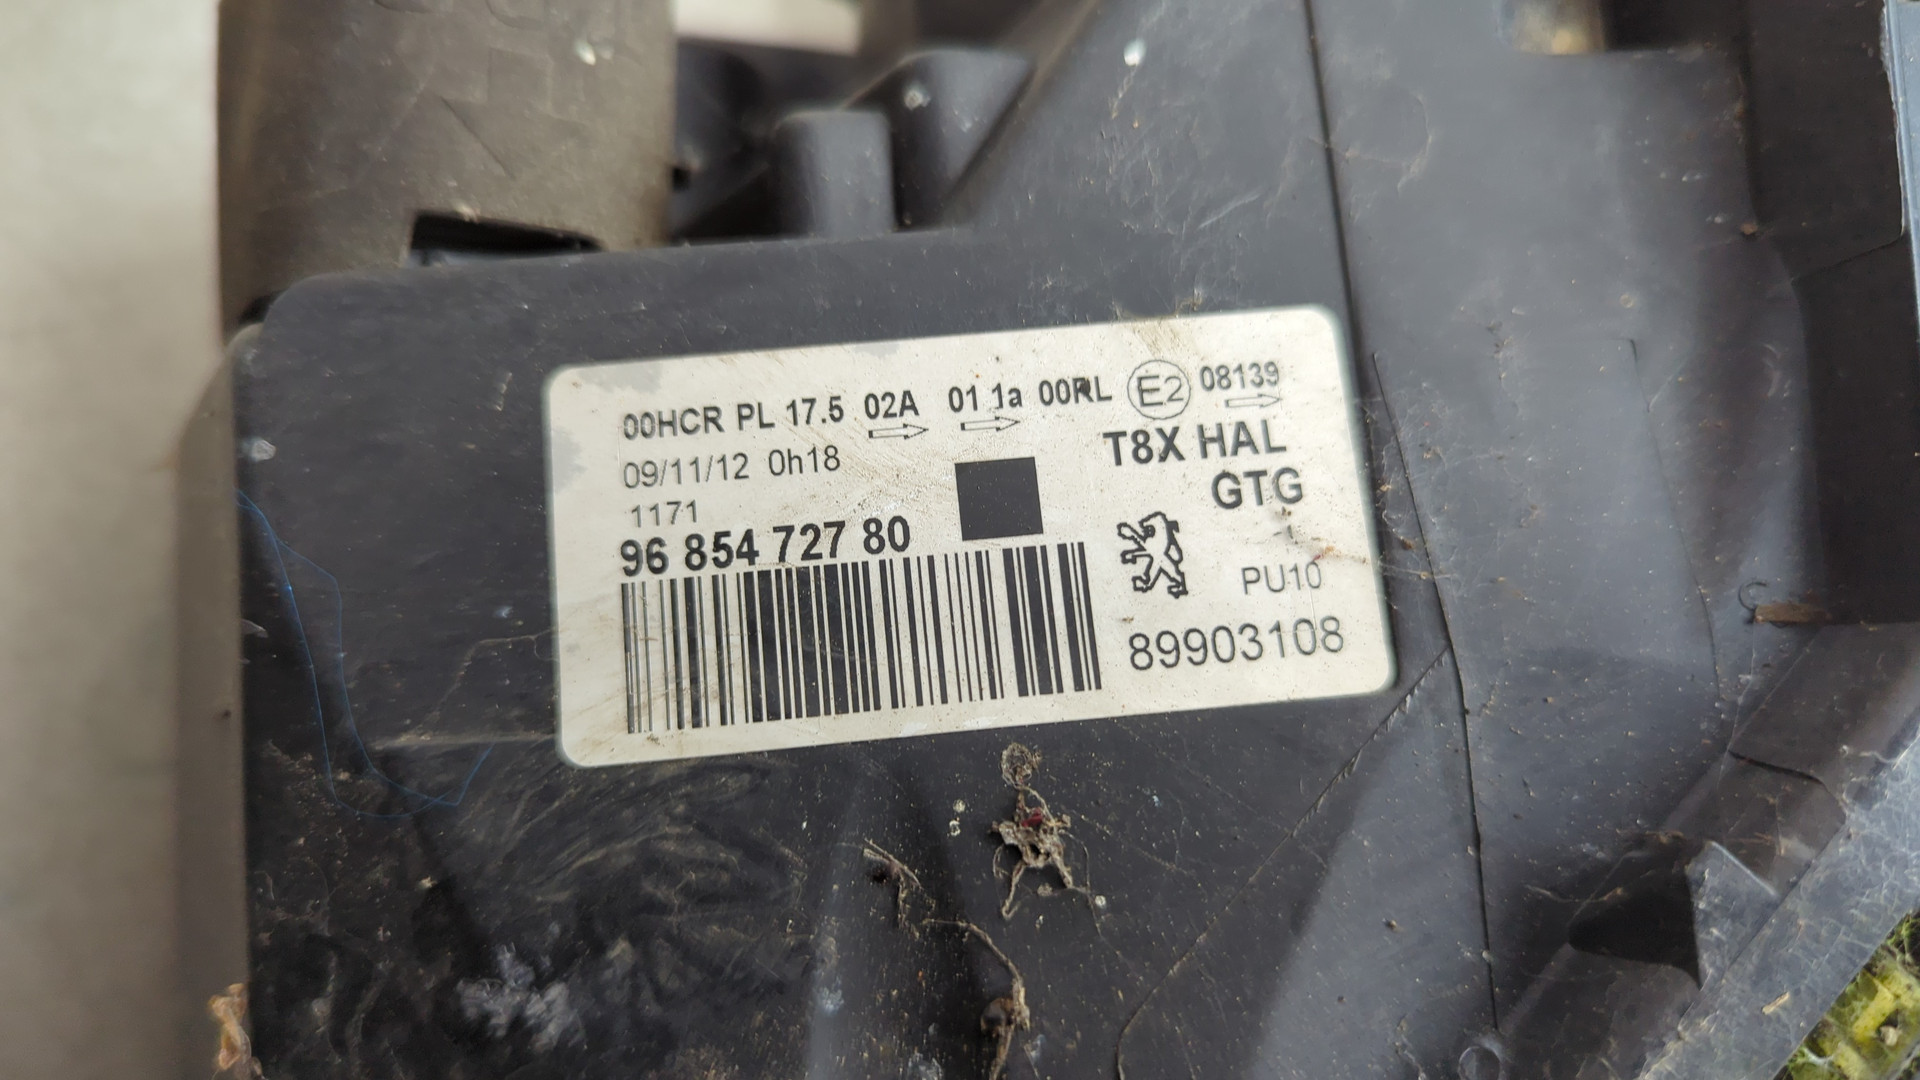 00HCR PL 17.5 02A 01 1a 00RL E2 08139
T8X HAL
09/11/12 0h18
GTG
1171
96 854 727 80
PU10
89903108